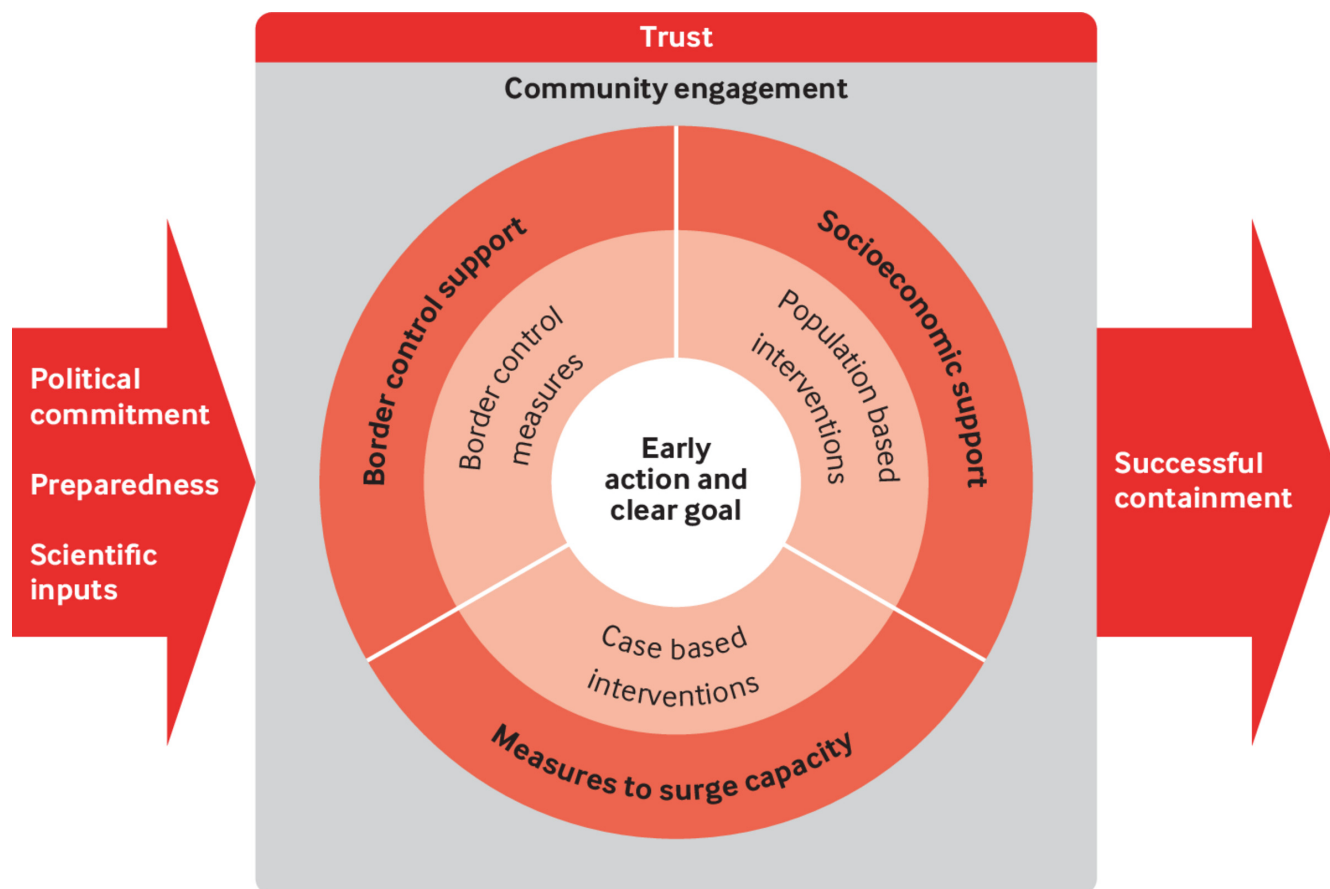 Trust
Community engagement
Political
commitment
Preparedness
Scientific
inputs
Border control support
Border control
measures
Socioeconomic support
Population based
interventions
Early
action and
clear goal
Case based
interventions
Measures to surge capacity
Successful
containment